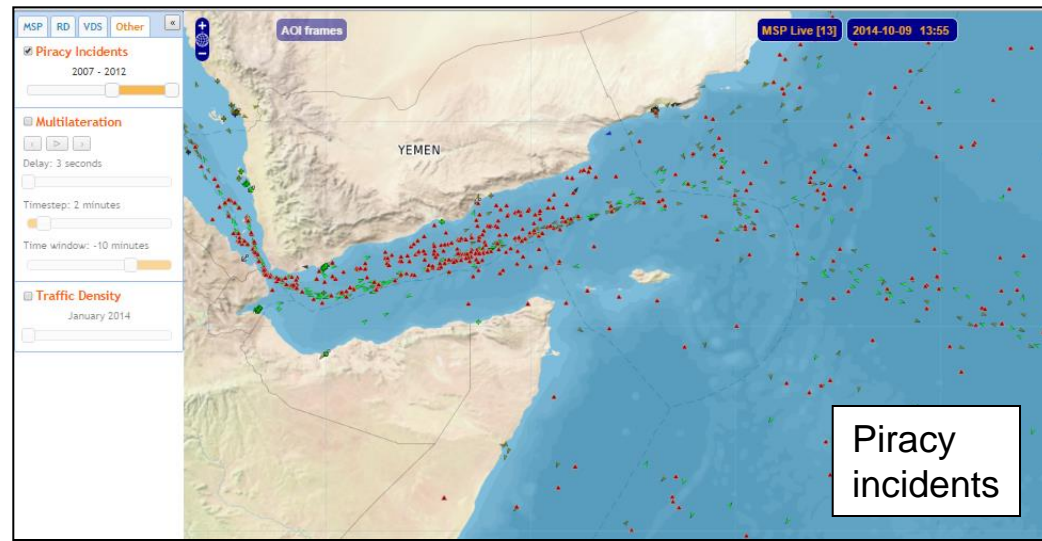 MSP RD VDS Other «
Piracy Incidents
2007 - 2012
Multilateration
Delay: 3 seconds
Timestep: 2 minutes
Time window: -10 minutes
Traffic Density
January 2014
AOI frames
MSP Live [13] 2014-10-09 13:55
YEMEN
Piracy
incidents